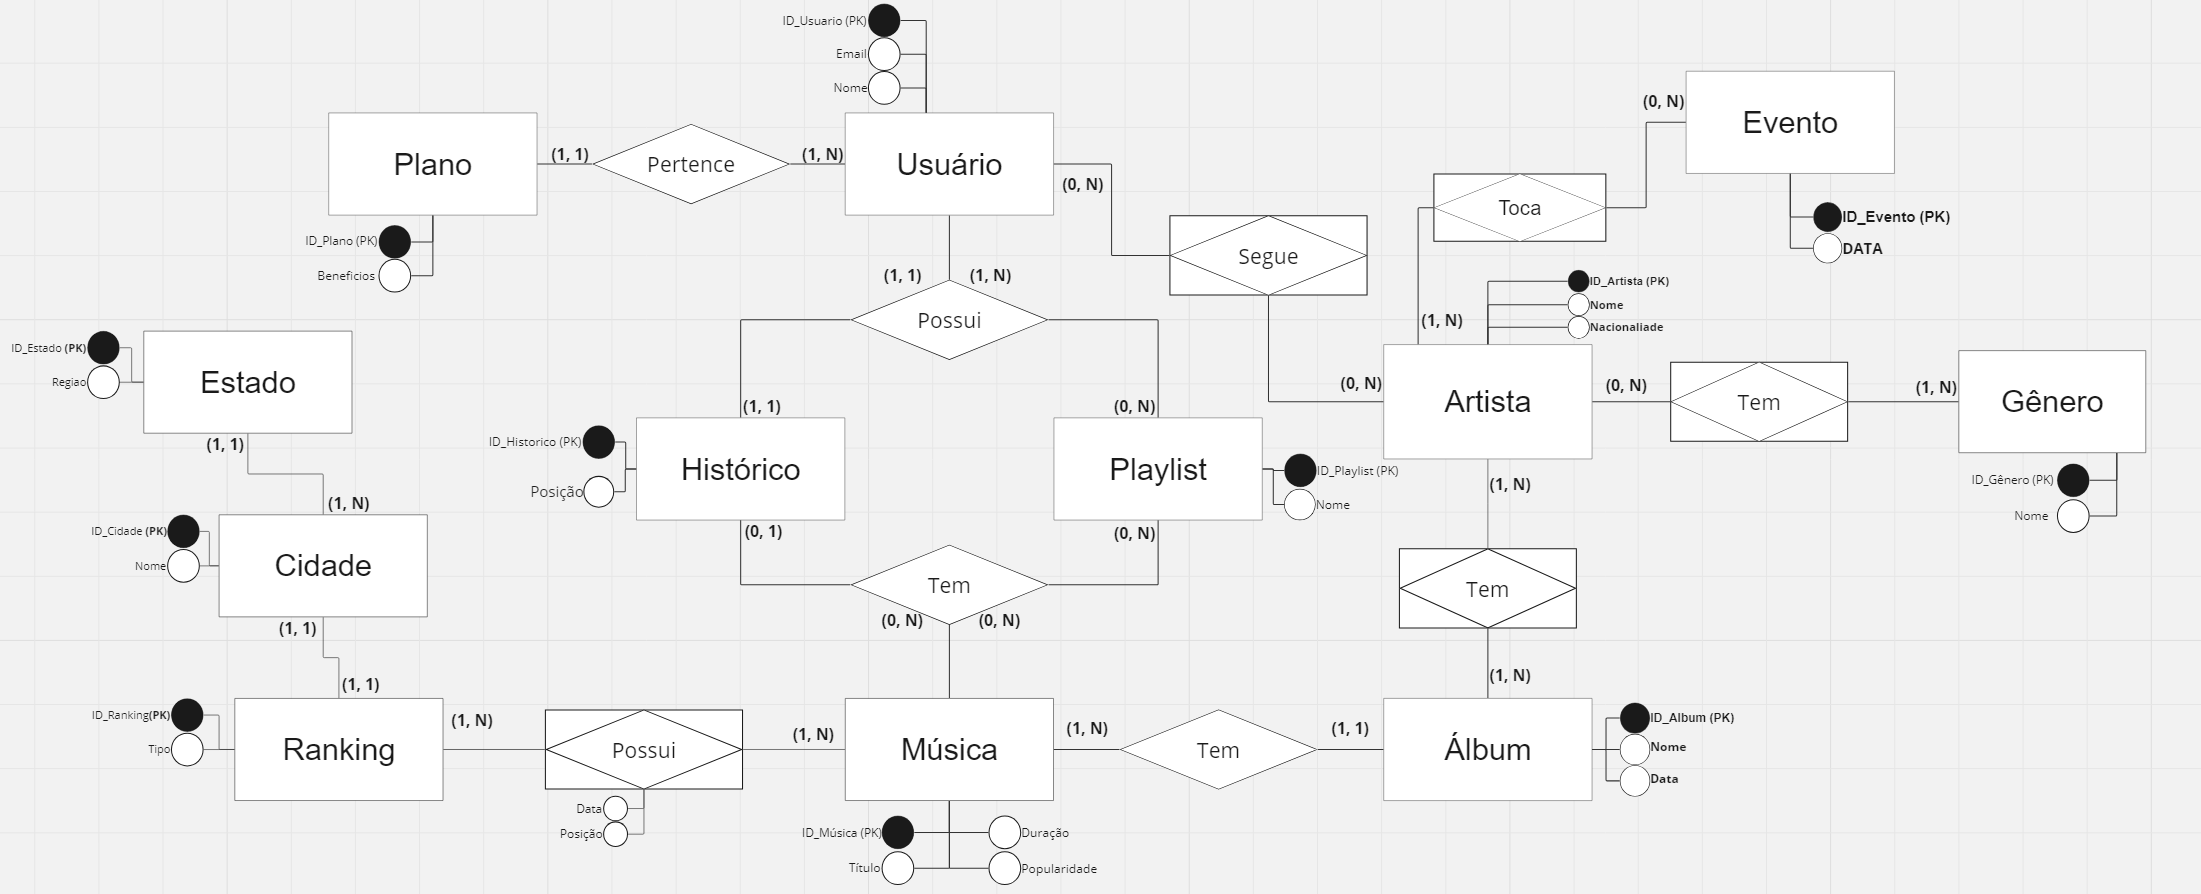 ID_Usuario (PK)
Email
Nome
Plano
(1, 1)
Pertence
(1, N)
Usuário
(0, N)
ID_Plano (PK)
Beneficios
Segue
(0, N)
Evento
Toca
ID_Evento (PK)
DATA
(1, 1)
(1, N)
Possui
(1, N)
ID_Artista (PK)
Nome
Nacionaliade
ID_Estado (PK)
Regiao
Estado
(1, 1)
(1, 1)
(0, N)
(0, N)
Artista
(0, N)
Tem
(1, N)
Gênero
ID_Historico (PK)
Posição
Histórico
Playlist
ID_Playlist (PK)
Nome
ID_Gênero (PK)
Nome
(1, N)
(1, N)
ID_Cidade (PK)
Nome
Cidade
(0, 1)
(0, N)
Tem
(0, N)
(0, N)
Tem
(1, 1)
(1, 1)
(1, N)
ID_Ranking(PK)
Tipo
Ranking
(1, N)
Possui
(1, N)
Data
Posição
Música
(1, N)
Tem
(1, 1)
Álbum
ID_Album (PK)
Nome
Data
ID_Música (PK)
Duração
Título
Popularidade